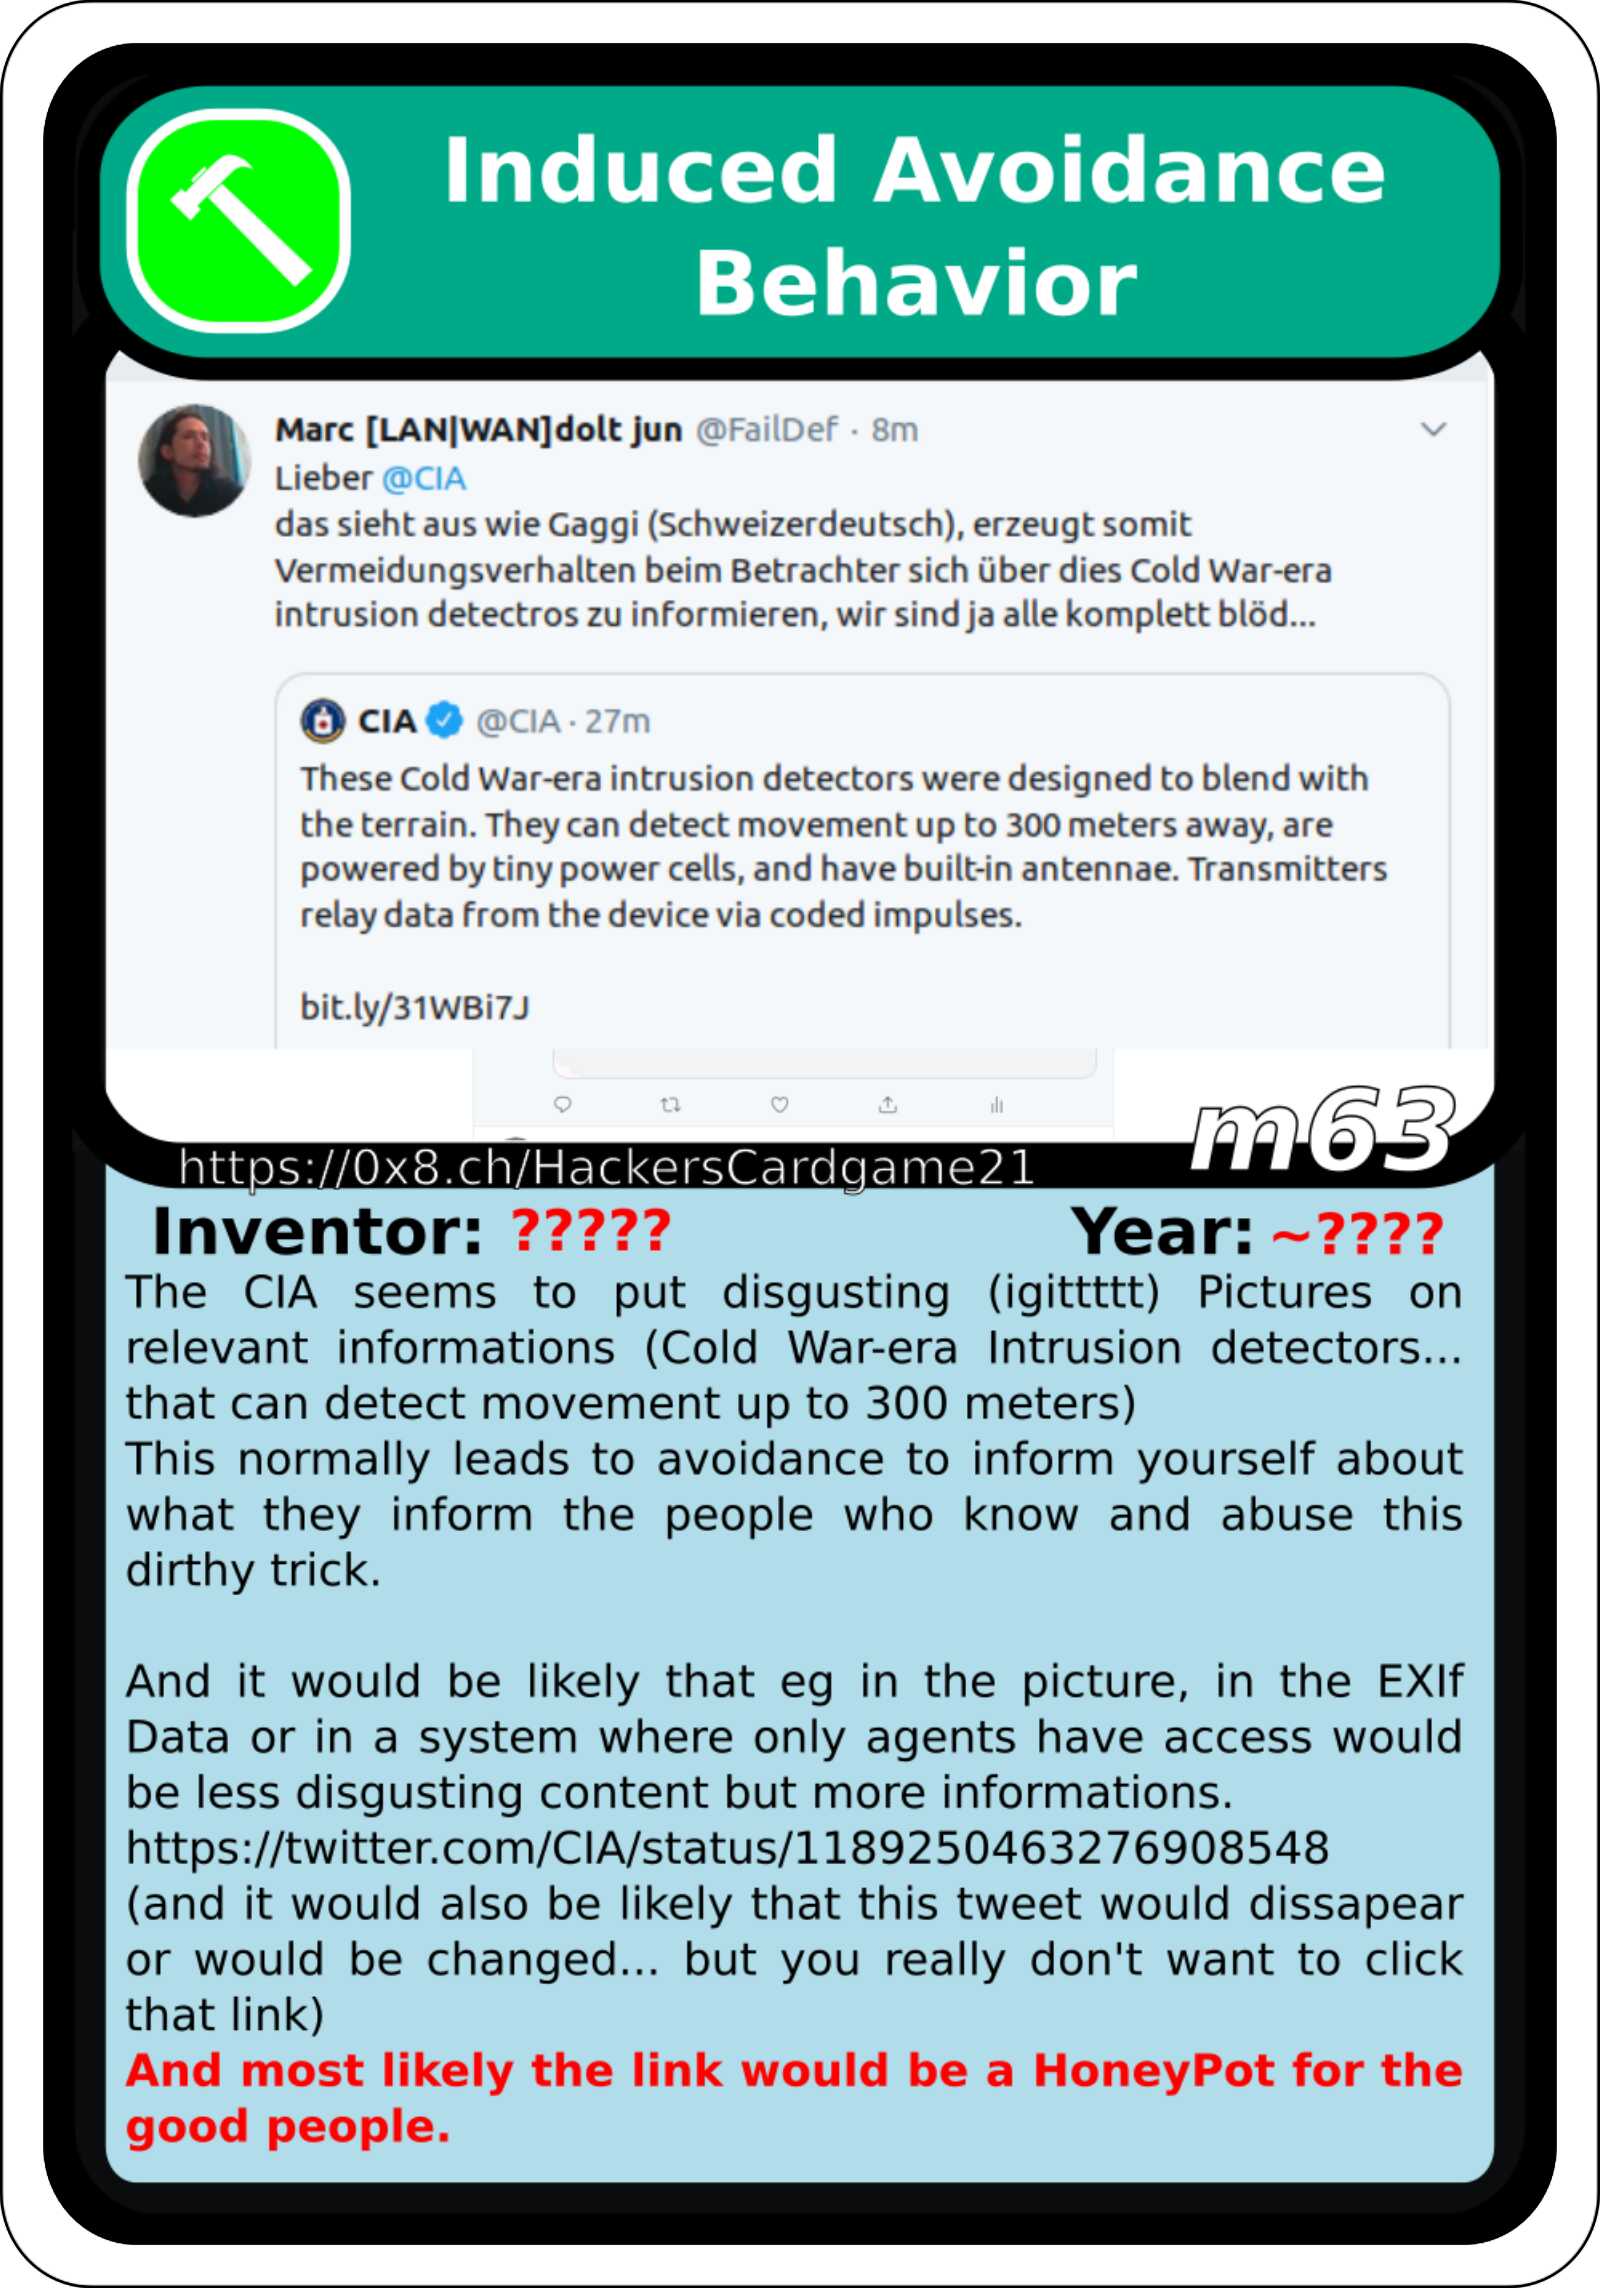 Induced Avoidance
Behavior
Marc [LAN|WAN]dolt jun @FailDef · 8m
Lieber @CIA
das sieht aus wie Gaggi (Schweizerdeutsch), erzeugt somit
Vermeidungsverhalten beim Betrachter sich über dies Cold War-era
intrusion detectros zu informieren, wir sind ja alle komplett blöd...
CIA @CIA · 27m
These Cold War-era intrusion detectors were designed to blend with
the terrain. They can detect movement up to 300 meters away, are
powered by tiny power cells, and have built-in antennae. Transmitters
relay data from the device via coded impulses.
bit.ly/31WBi7J
m63
https://0x8.ch/HackersCardgame21
Inventor: ????? Year: ~????
The CIA seems to put disgusting (igittttt) Pictures on
relevant informations (Cold War-era Intrusion detectors...
that can detect movement up to 300 meters)
This normally leads to avoidance to inform yourself about
what they inform the people who know and abuse this
dirthy trick.
And it would be likely that eg in the picture, in the EXIf
Data or in a system where only agents have access would
be less disgusting content but more informations.
https://twitter.com/CIA/status/1189250463276908548
(and it would also be likely that this tweet would dissapear
or would be changed... but you really don't want to click
that link)
And most likely the link would be a HoneyPot for the
good people.